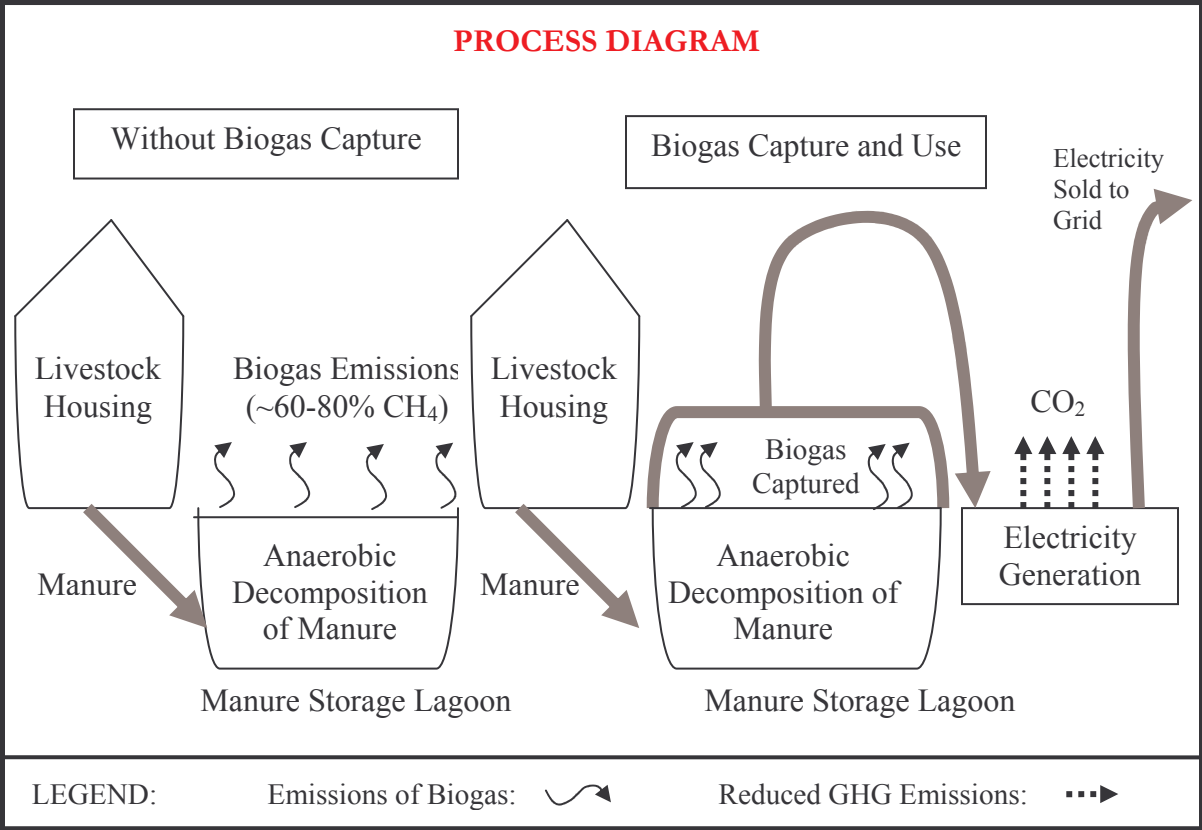 PROCESS DIAGRAM
Without Biogas Capture
Biogas Capture and Use
Electricity
Sold to
Grid
Livestock
Housing
Biogas Emissions
(~60-80% CH₄)
Livestock
Housing
Biogas
Captured
CO₂
Manure
Anaerobic
Decomposition
of Manure
Manure
Anaerobic
Decomposition of
Manure
Electricity
Generation
Manure Storage Lagoon
Manure Storage Lagoon
LEGEND:
Emissions of Biogas:
Reduced GHG Emissions: